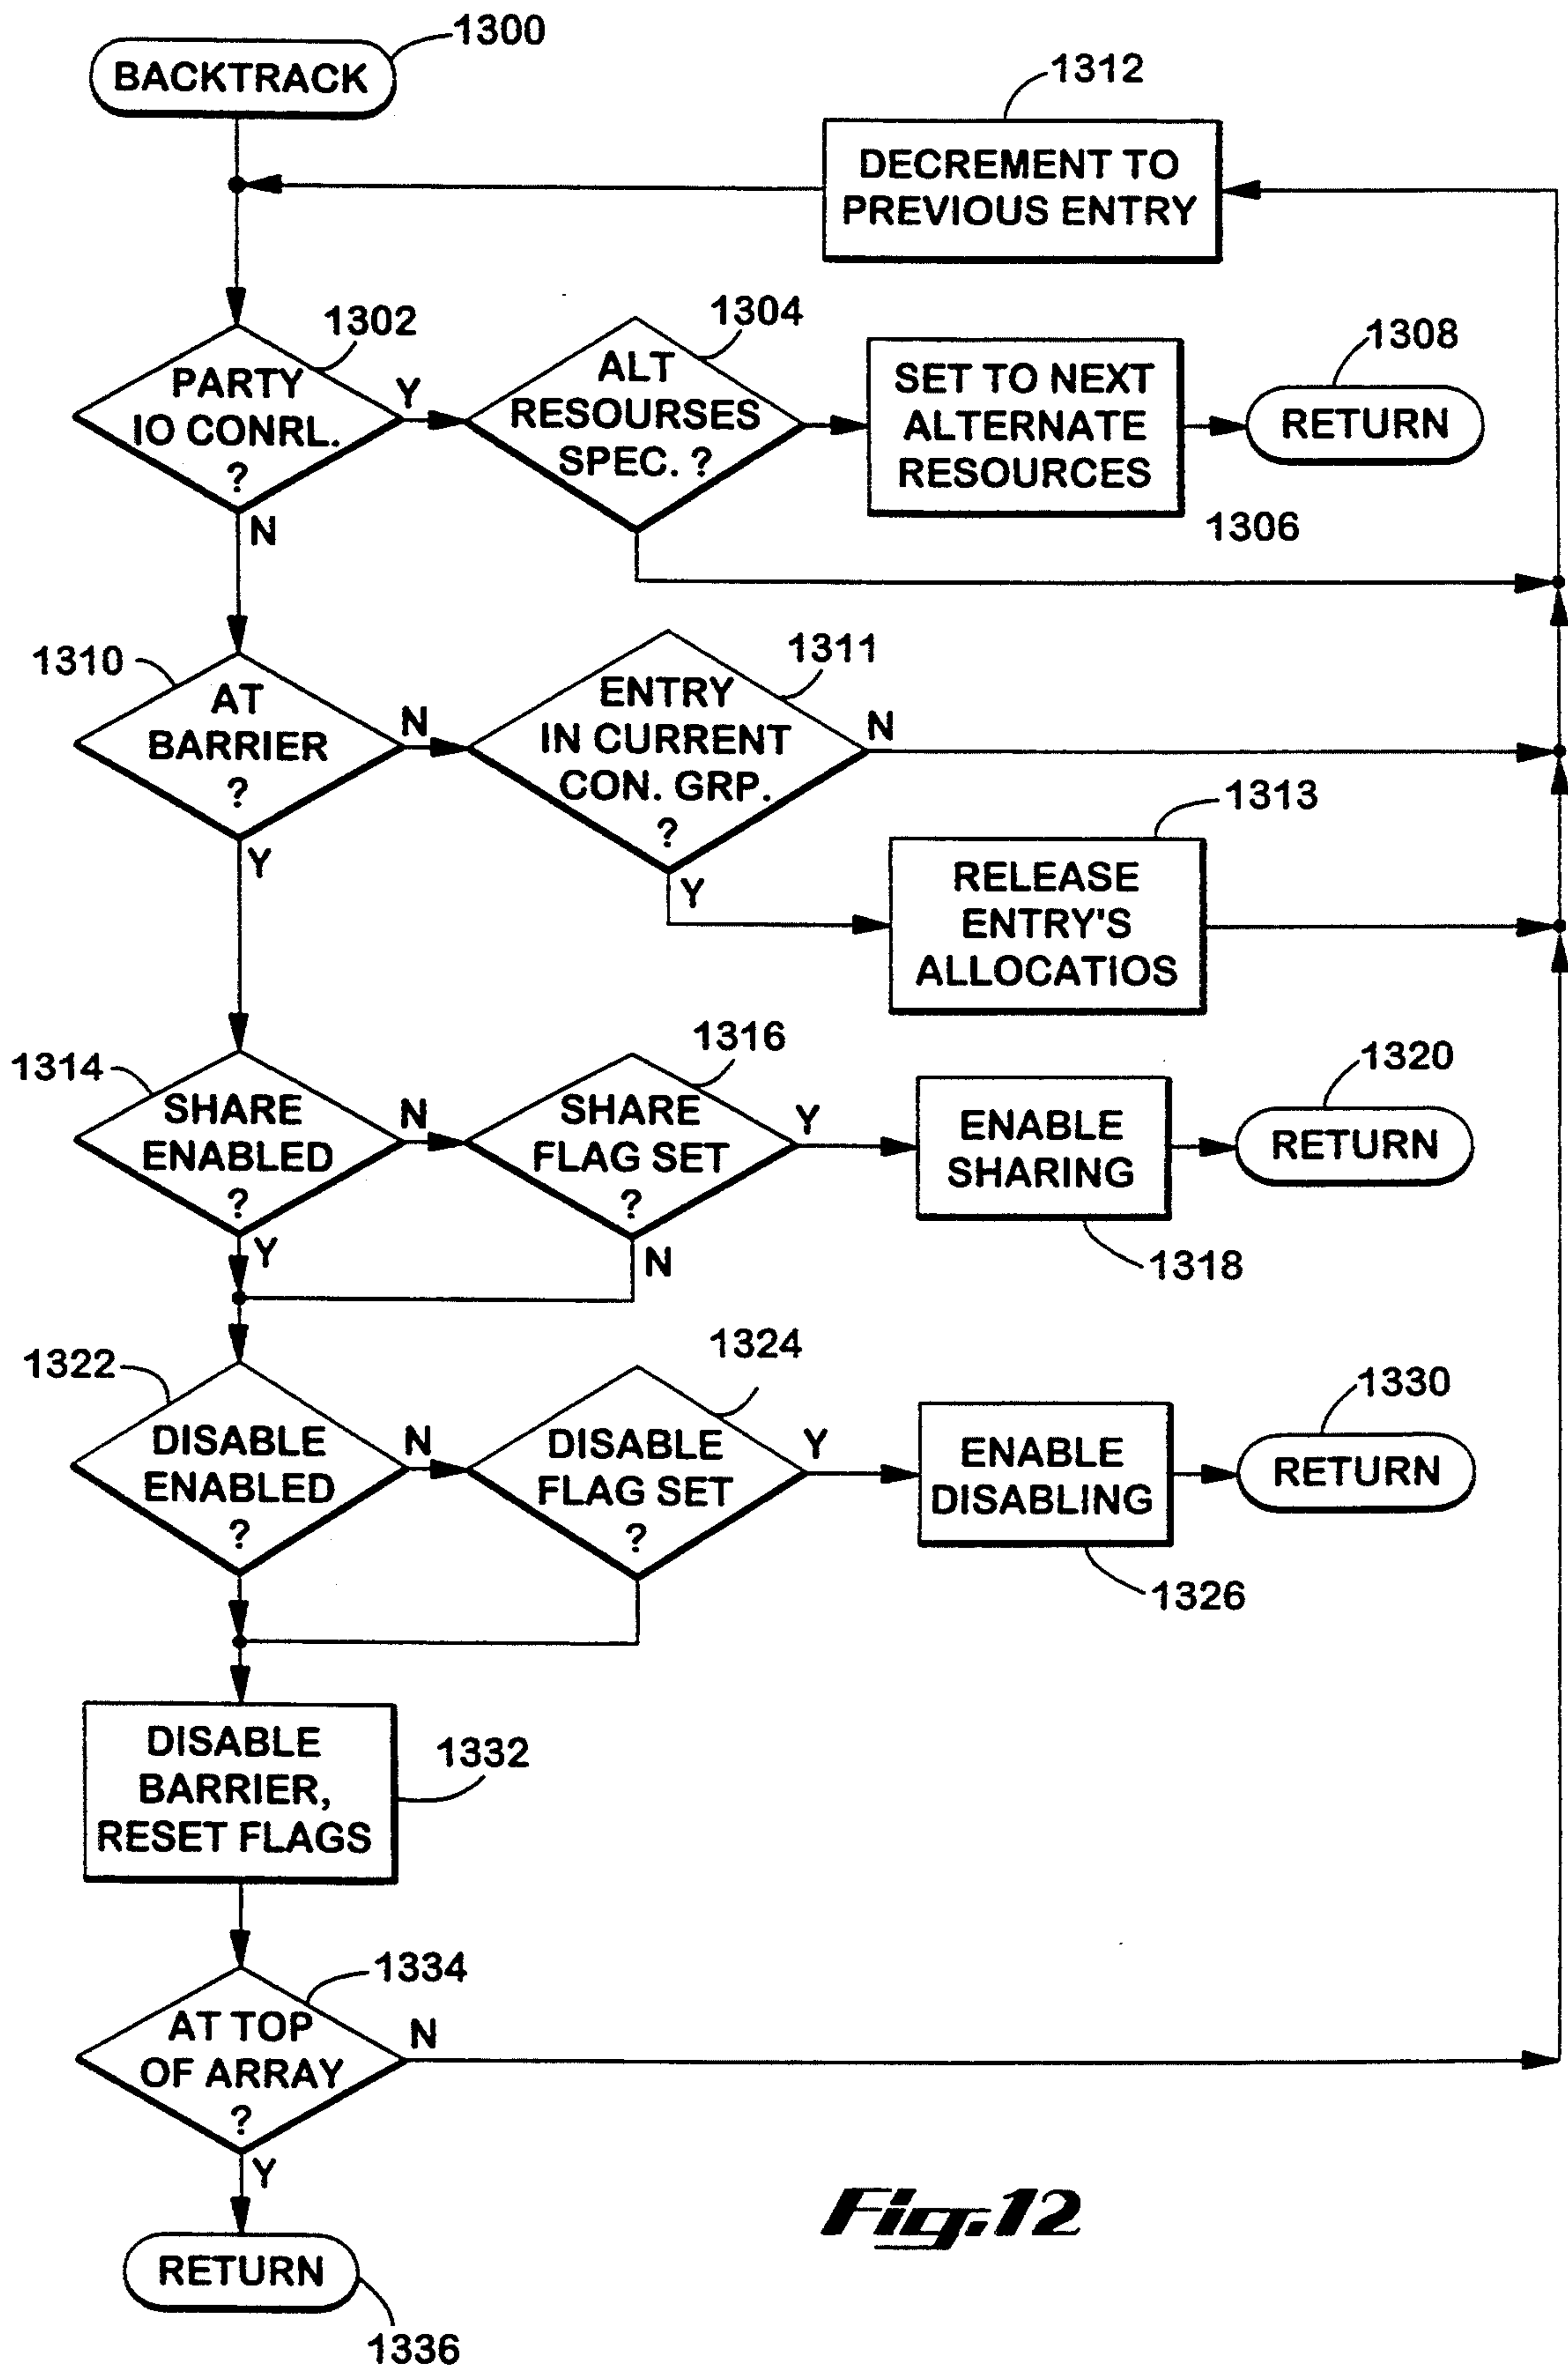 1300
BACKTRACK
1312
DECREMENT TO
PREVIOUS ENTRY
1302
PARTY
IO CONRL.
?
Y
N
1304
ALT
RESOURSES
SPEC. ?
SET TO NEXT
ALTERNATE
RESOURCES
1306
1308
RETURN
1310
AT
BARRIER
?
N
Y
1311
ENTRY
IN CURRENT
CON. GRP.
?
N
Y
1313
RELEASE
ENTRY'S
ALLOCATIOS
1314
SHARE
ENABLED
?
N
Y
1316
SHARE
FLAG SET
?
Y
N
ENABLE
SHARING
1318
1320
RETURN
1322
DISABLE
ENABLED
?
N
1324
DISABLE
FLAG SET
?
Y
ENABLE
DISABLING
1326
1330
RETURN
DISABLE
BARRIER,
RESET FLAGS
1332
1334
AT TOP
OF ARRAY
?
N
Y
RETURN
1336
Fig.12